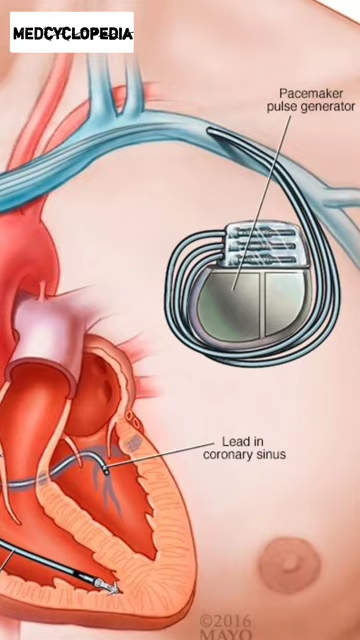 MEDCYCLOPEDIA
Pacemaker
pulse generator
Lead in
coronary sinus
©2016
MAYO